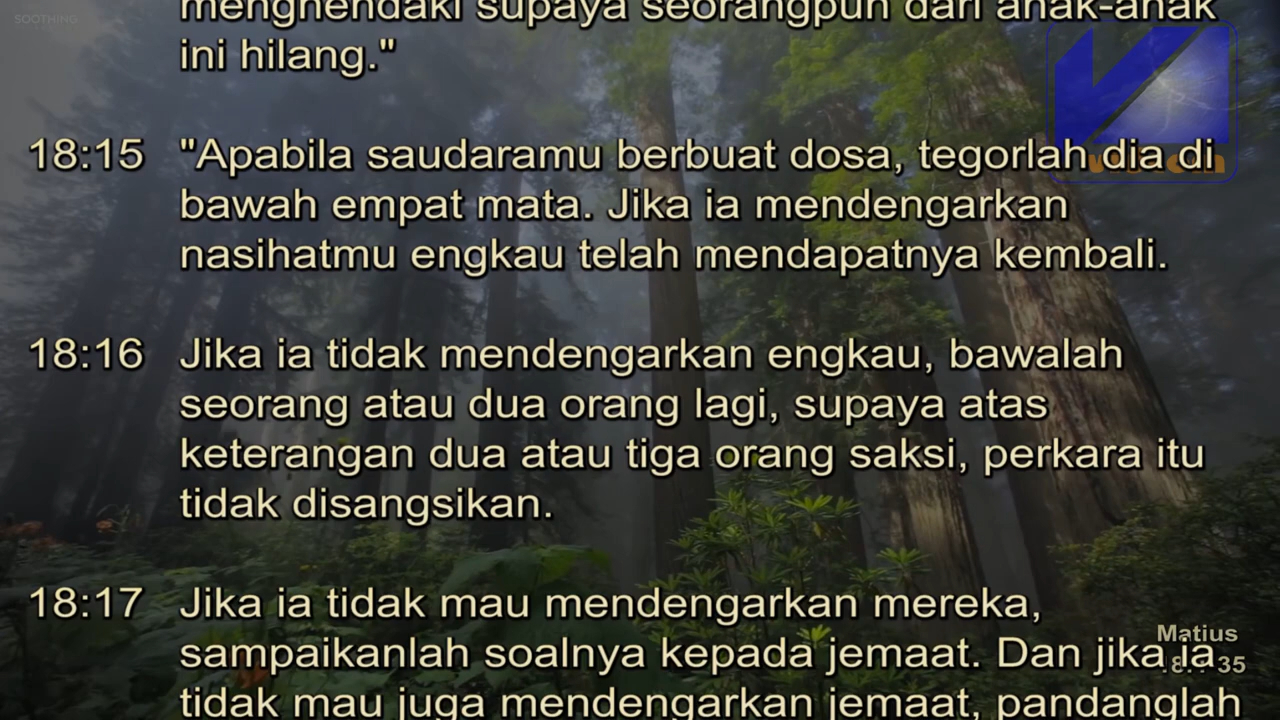 SOOTHING
menghendaki supaya seorangpun dari anak-anak
ini hilang."
18:15 "Apabila saudaramu berbuat dosa, tegorlah dia di
bawah empat mata. Jika ia mendengarkan
nasihatmu engkau telah mendapatnya kembali.
18:16 Jika ia tidak mendengarkan engkau, bawalah
seorang atau dua orang lagi, supaya atas
keterangan dua atau tiga orang saksi, perkara itu
tidak disangsikan.
18:17 Jika ia tidak mau mendengarkan mereka,
sampaikanlah soalnya kepada jemaat. Dan jika ia
tidak mau juga mendengarkan jemaat, pandanglah
Matius